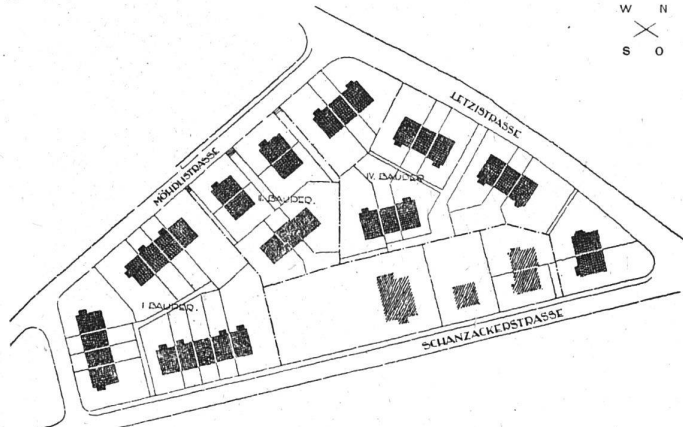 W N
S O
LETZISTRASSE
MÖHRLISTRASSE
IV. BAUPER.
II. BAUPER.
I. BAUPER.
SCHANZACKERSTRASSE